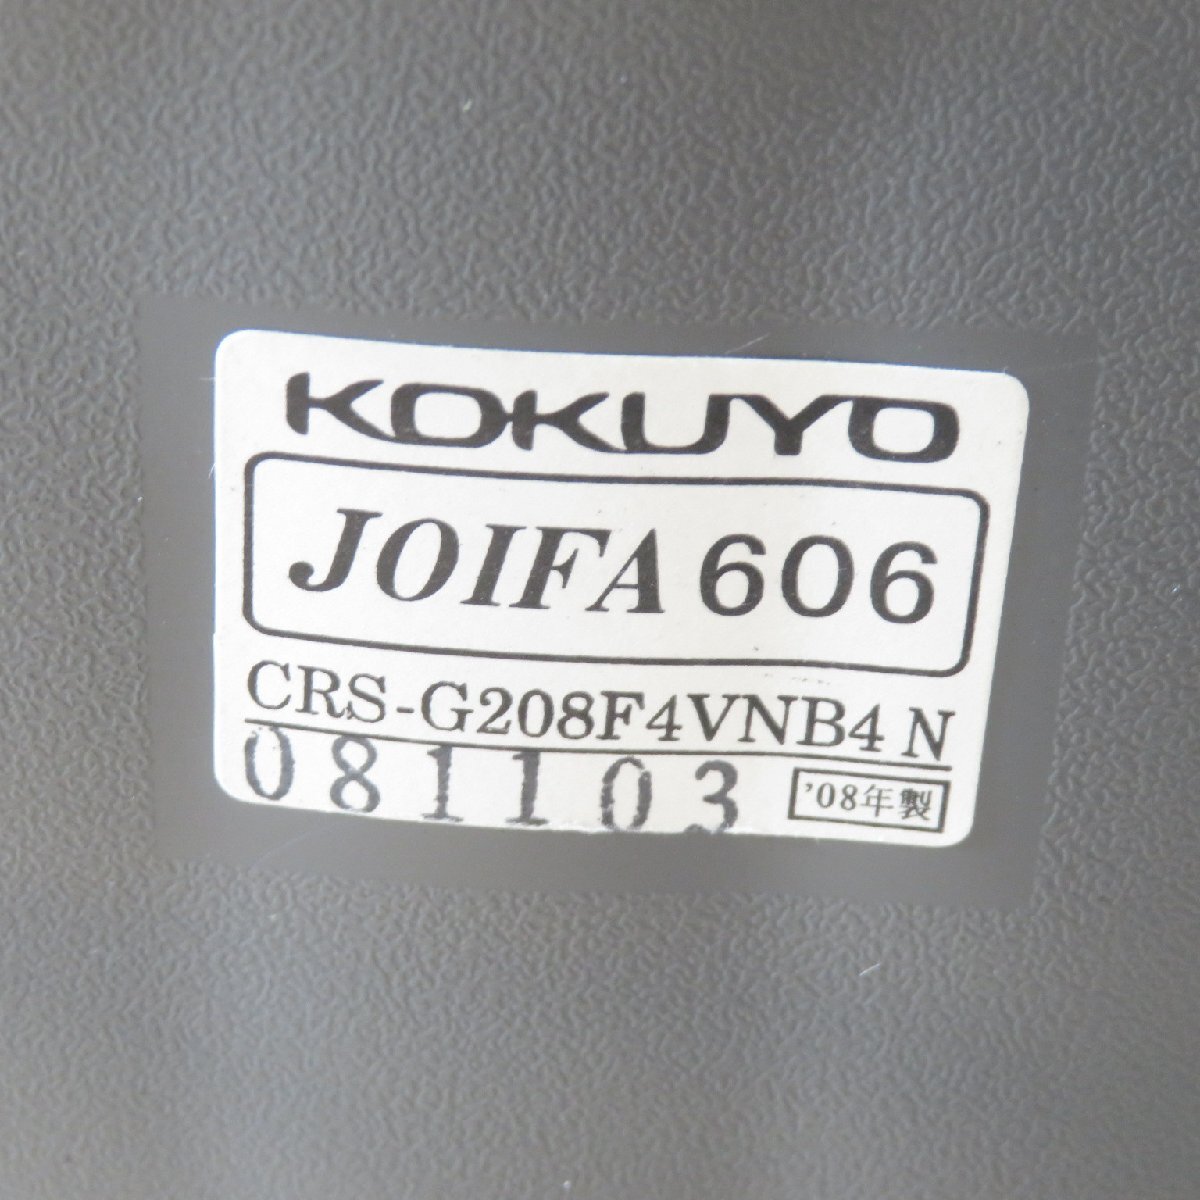 KOKUYO
JOIFA 606
CRS-G208F4VNB4 N
081103
'08年製